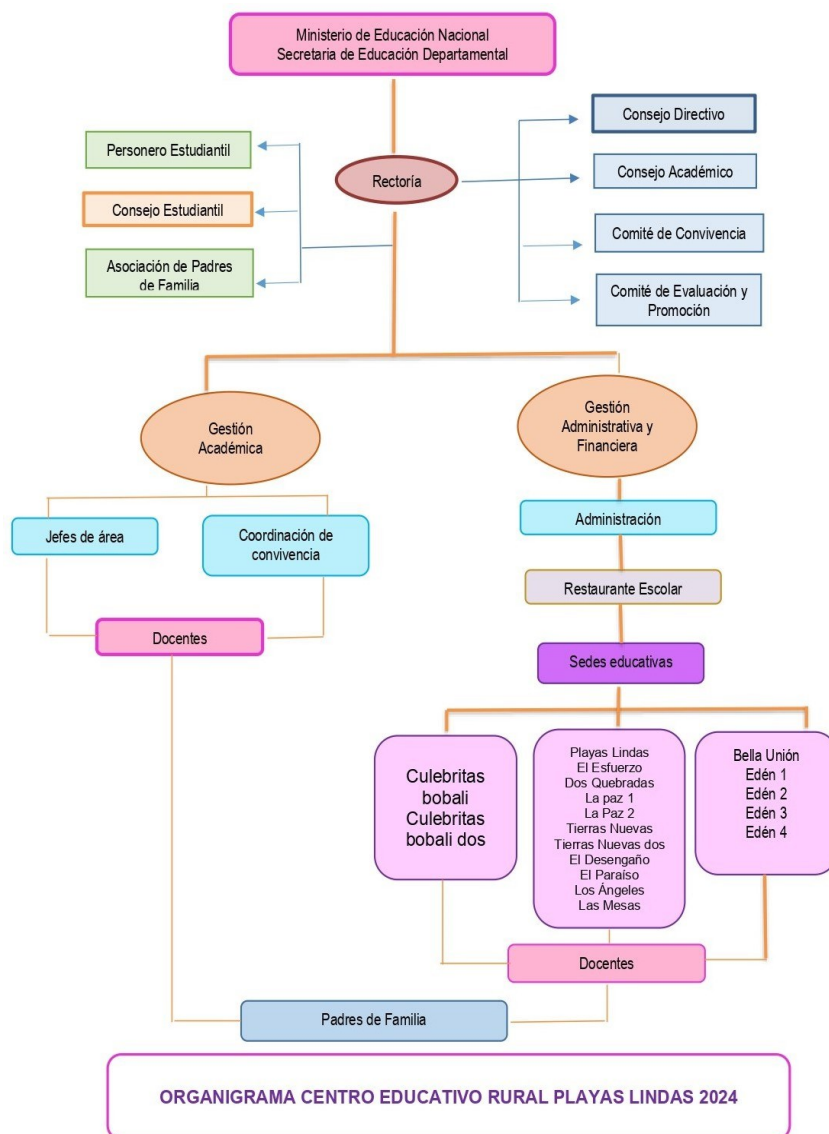 Ministerio de Educación Nacional
Secretaria de Educación Departamental
Personero Estudiantil
Consejo Estudiantil
Asociación de Padres
de Familia
Rectoría
Consejo Directivo
Consejo Académico
Comité de Convivencia
Comité de Evaluación y
Promoción
Gestión
Académica
Gestión
Administrativa y
Financiera
Jefes de área
Coordinación de
convivencia
Docentes
Administración
Restaurante Escolar
Sedes educativas
Culebritas
bobali
Culebritas
bobali dos
Playas Lindas
El Esfuerzo
Dos Quebradas
La paz 1
La Paz 2
Tierras Nuevas
Tierras Nuevas dos
El Desengaño
El Paraíso
Los Ángeles
Las Mesas
Bella Unión
Edén 1
Edén 2
Edén 3
Edén 4
Docentes
Padres de Familia
ORGANIGRAMA CENTRO EDUCATIVO RURAL PLAYAS LINDAS 2024